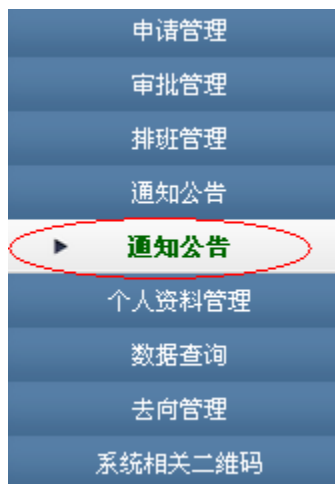 申请管理
审批管理
排班管理
通知公告
通知公告
个人资料管理
数据查询
去向管理
系统相关二维码